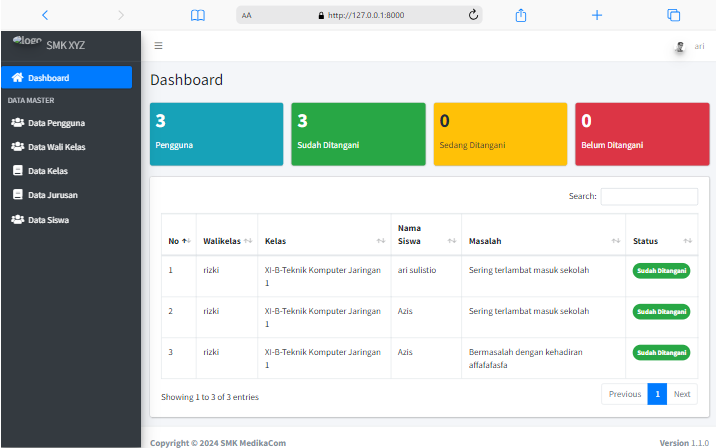 AA http://127.0.0.1:8000
logo SMK XYZ
ari
Dashboard
DATA MASTER
Data Pengguna
Data Wali Kelas
Data Kelas
Data Jurusan
Data Siswa
Dashboard
3
Pengguna
3
Sudah Ditangani
0
Sedang Ditangani
0
Belum Ditangani
Search:
No Walikelas Kelas Nama Siswa Masalah Status
1 rizki XI-B-Teknik Komputer Jaringan 1 ari sulistio Sering terlambat masuk sekolah Sudah Ditangani
2 rizki XI-B-Teknik Komputer Jaringan 1 Azis Sering terlambat masuk sekolah Sudah Ditangani
3 rizki XI-B-Teknik Komputer Jaringan 1 Azis Bermasalah dengan kehadiran affafafasfa Sudah Ditangani
Showing 1 to 3 of 3 entries
Previous 1 Next
Copyright © 2024 SMK MedikaCom
Version 1.1.0